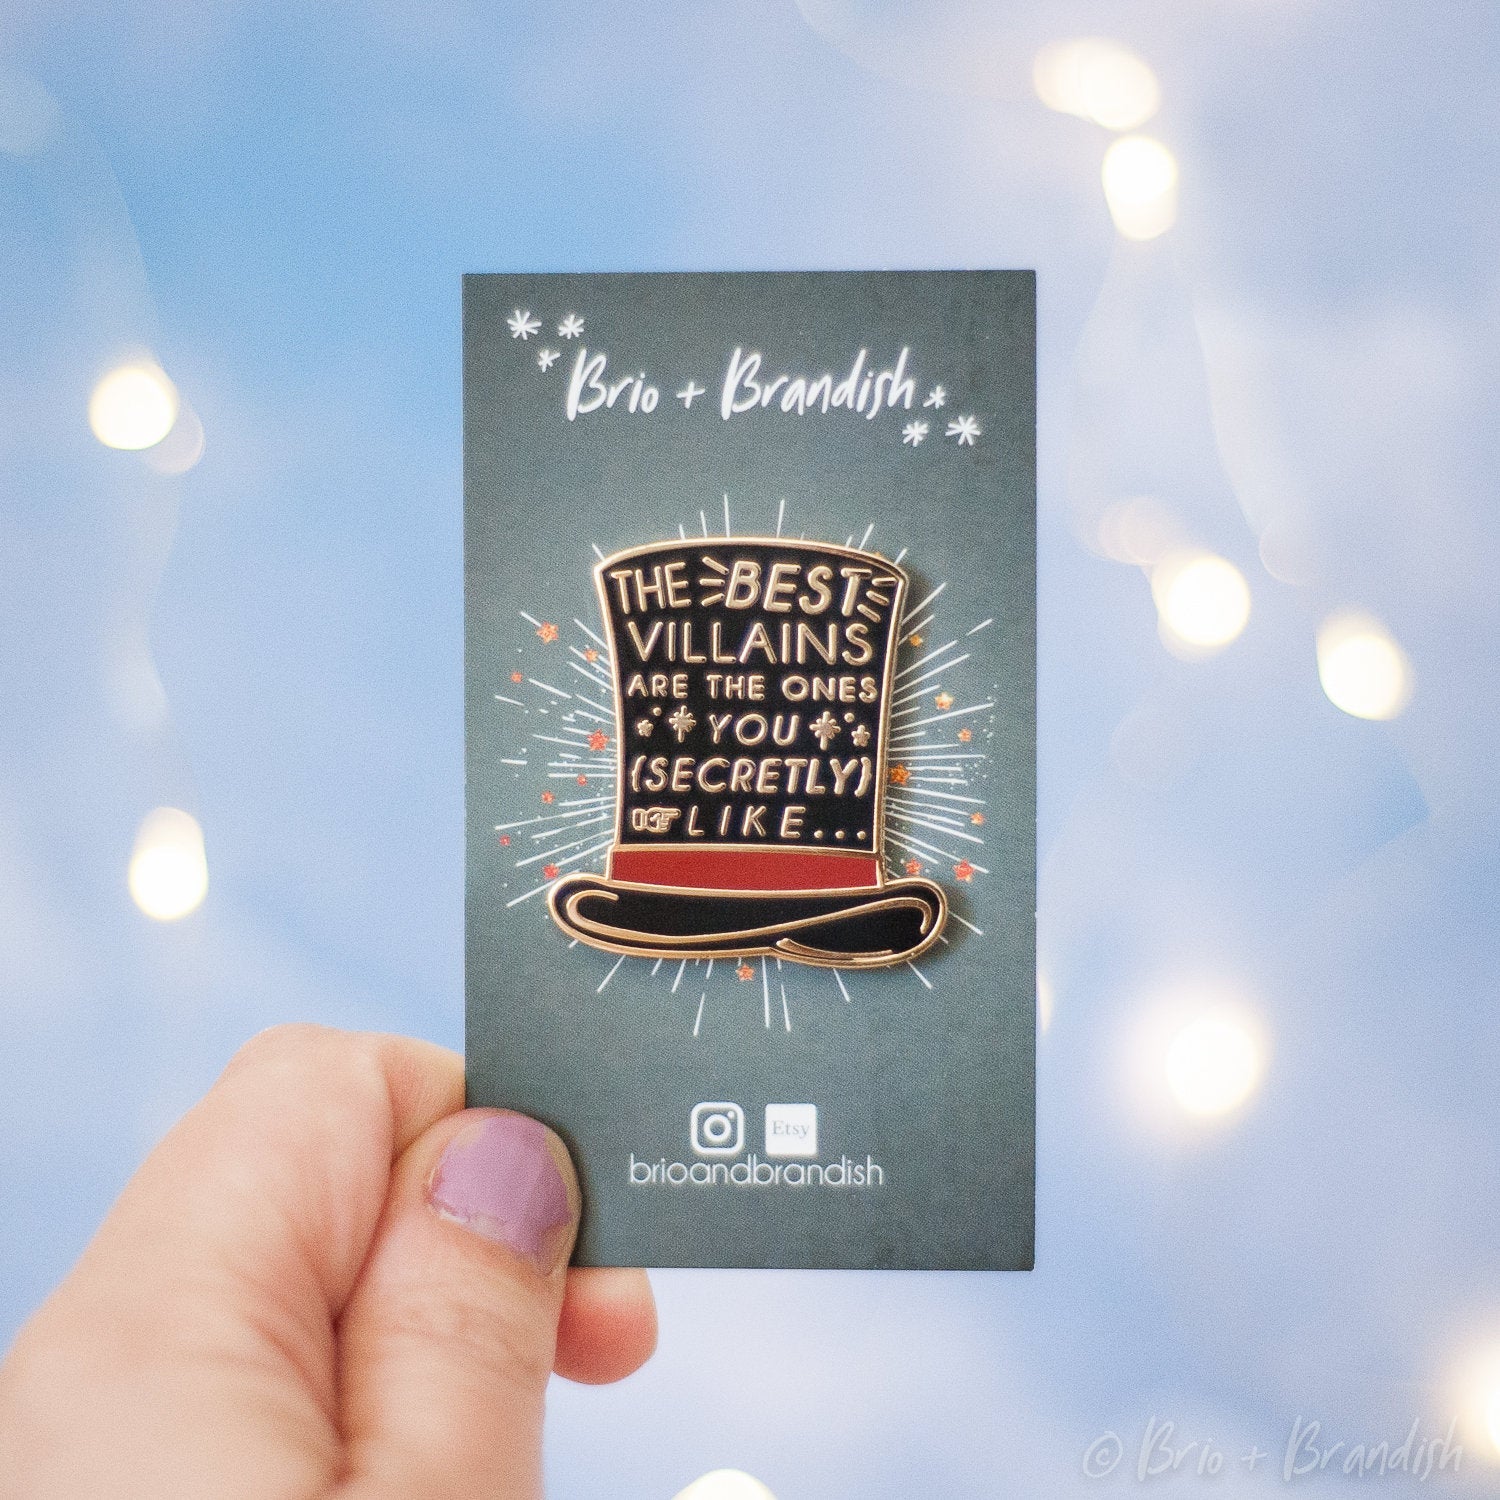 Brio + Brandish
THE BEST
VILLAINS
ARE THE ONES
YOU
(SECRETLY)
LIKE...
Etsy
brioandbrandish
© Brio + Brandish